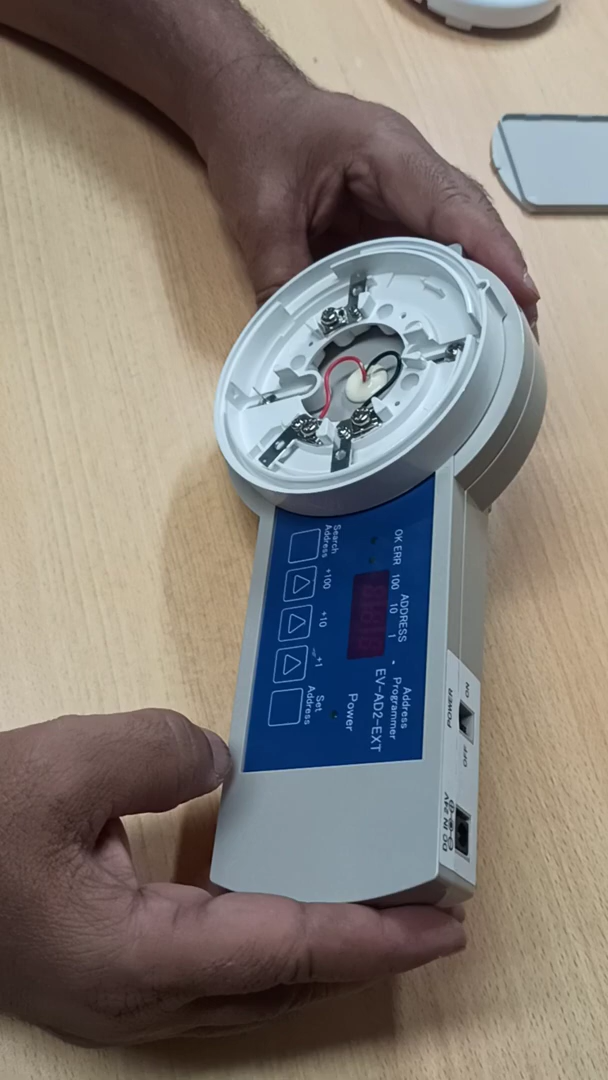 OK ERR
ADDRESS
100 10 1
Address
Programmer
EV-AD2-EXT
Power
Search
Address
+100
+10
+1
Set
Address
ON
POWER
OFF
DC IN 24V